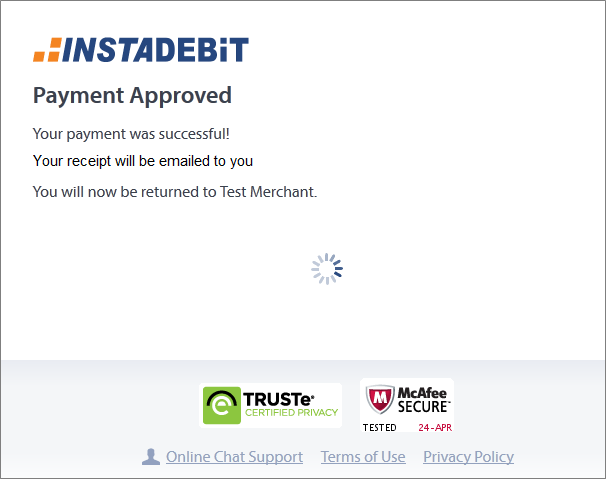 INSTADEBiT
Payment Approved
Your payment was successful!
Your receipt will be emailed to you
You will now be returned to Test Merchant.
e TRUSTe®
CERTIFIED PRIVACY
M McAfee
SECURE™
TESTED 24-APR
Online Chat Support Terms of Use Privacy Policy